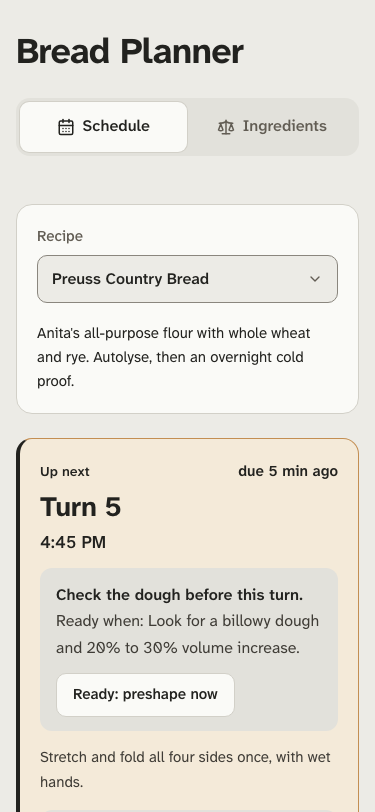 Bread Planner
Schedule
Ingredients
Recipe
Preuss Country Bread
Anita's all-purpose flour with whole wheat
and rye. Autolyse, then an overnight cold
proof.
Up next
due 5 min ago
Turn 5
4:45 PM
Check the dough before this turn.
Ready when: Look for a billowy dough
and 20% to 30% volume increase.
Ready: preshape now
Stretch and fold all four sides once, with wet
hands.